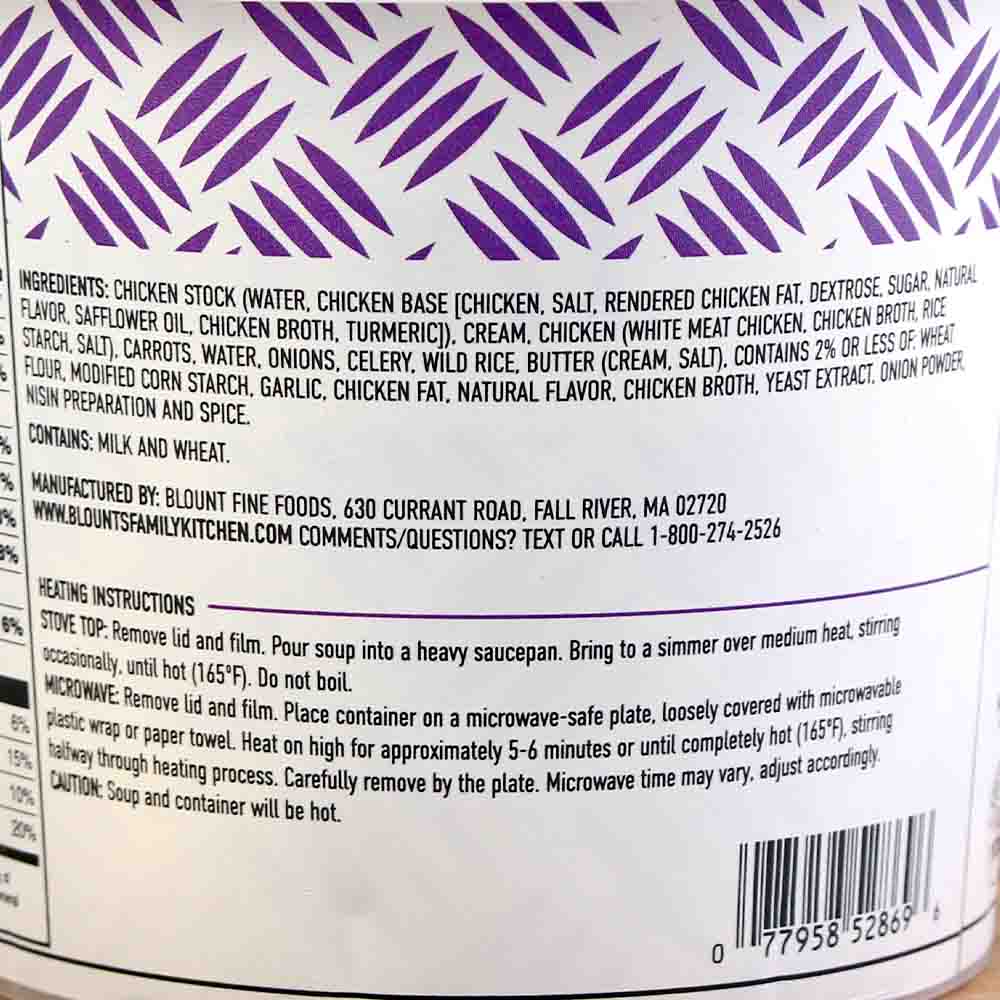 INGREDIENTS: CHICKEN STOCK (WATER, CHICKEN BASE [CHICKEN, SALT, RENDERED CHICKEN FAT, DEXTROSE, SUGAR, NATURAL
FLAVOR, SAFFLOWER OIL, CHICKEN BROTH, TURMERIC]), CREAM, CHICKEN (WHITE MEAT CHICKEN, CHICKEN BROTH, RICE
STARCH, SALT), CARROTS, WATER, ONIONS, CELERY, WILD RICE, BUTTER (CREAM, SALT). CONTAINS 2% OR LESS OF: WHEAT
FLOUR, MODIFIED CORN STARCH, GARLIC, CHICKEN FAT, NATURAL FLAVOR, CHICKEN BROTH, YEAST EXTRACT, ONION POWDER,
NISIN PREPARATION AND SPICE.
CONTAINS: MILK AND WHEAT.
MANUFACTURED BY: BLOUNT FINE FOODS, 630 CURRANT ROAD, FALL RIVER, MA 02720
WWW.BLOUNTSFAMILYKITCHEN.COM COMMENTS/QUESTIONS? TEXT OR CALL 1-800-274-2526
HEATING INSTRUCTIONS
STOVE TOP: Remove lid and film. Pour soup into a heavy saucepan. Bring to a simmer over medium heat, stirring
occasionally, until hot (165°F). Do not boil.
MICROWAVE: Remove lid and film. Place container on a microwave-safe plate, loosely covered with microwavable
plastic wrap or paper towel. Heat on high for approximately 5-6 minutes or until completely hot (165°F), stirring
halfway through heating process. Carefully remove by the plate. Microwave time may vary, adjust accordingly.
CAUTION: Soup and container will be hot.
6%
6%
15%
10%
20%
0 77958 52869 6